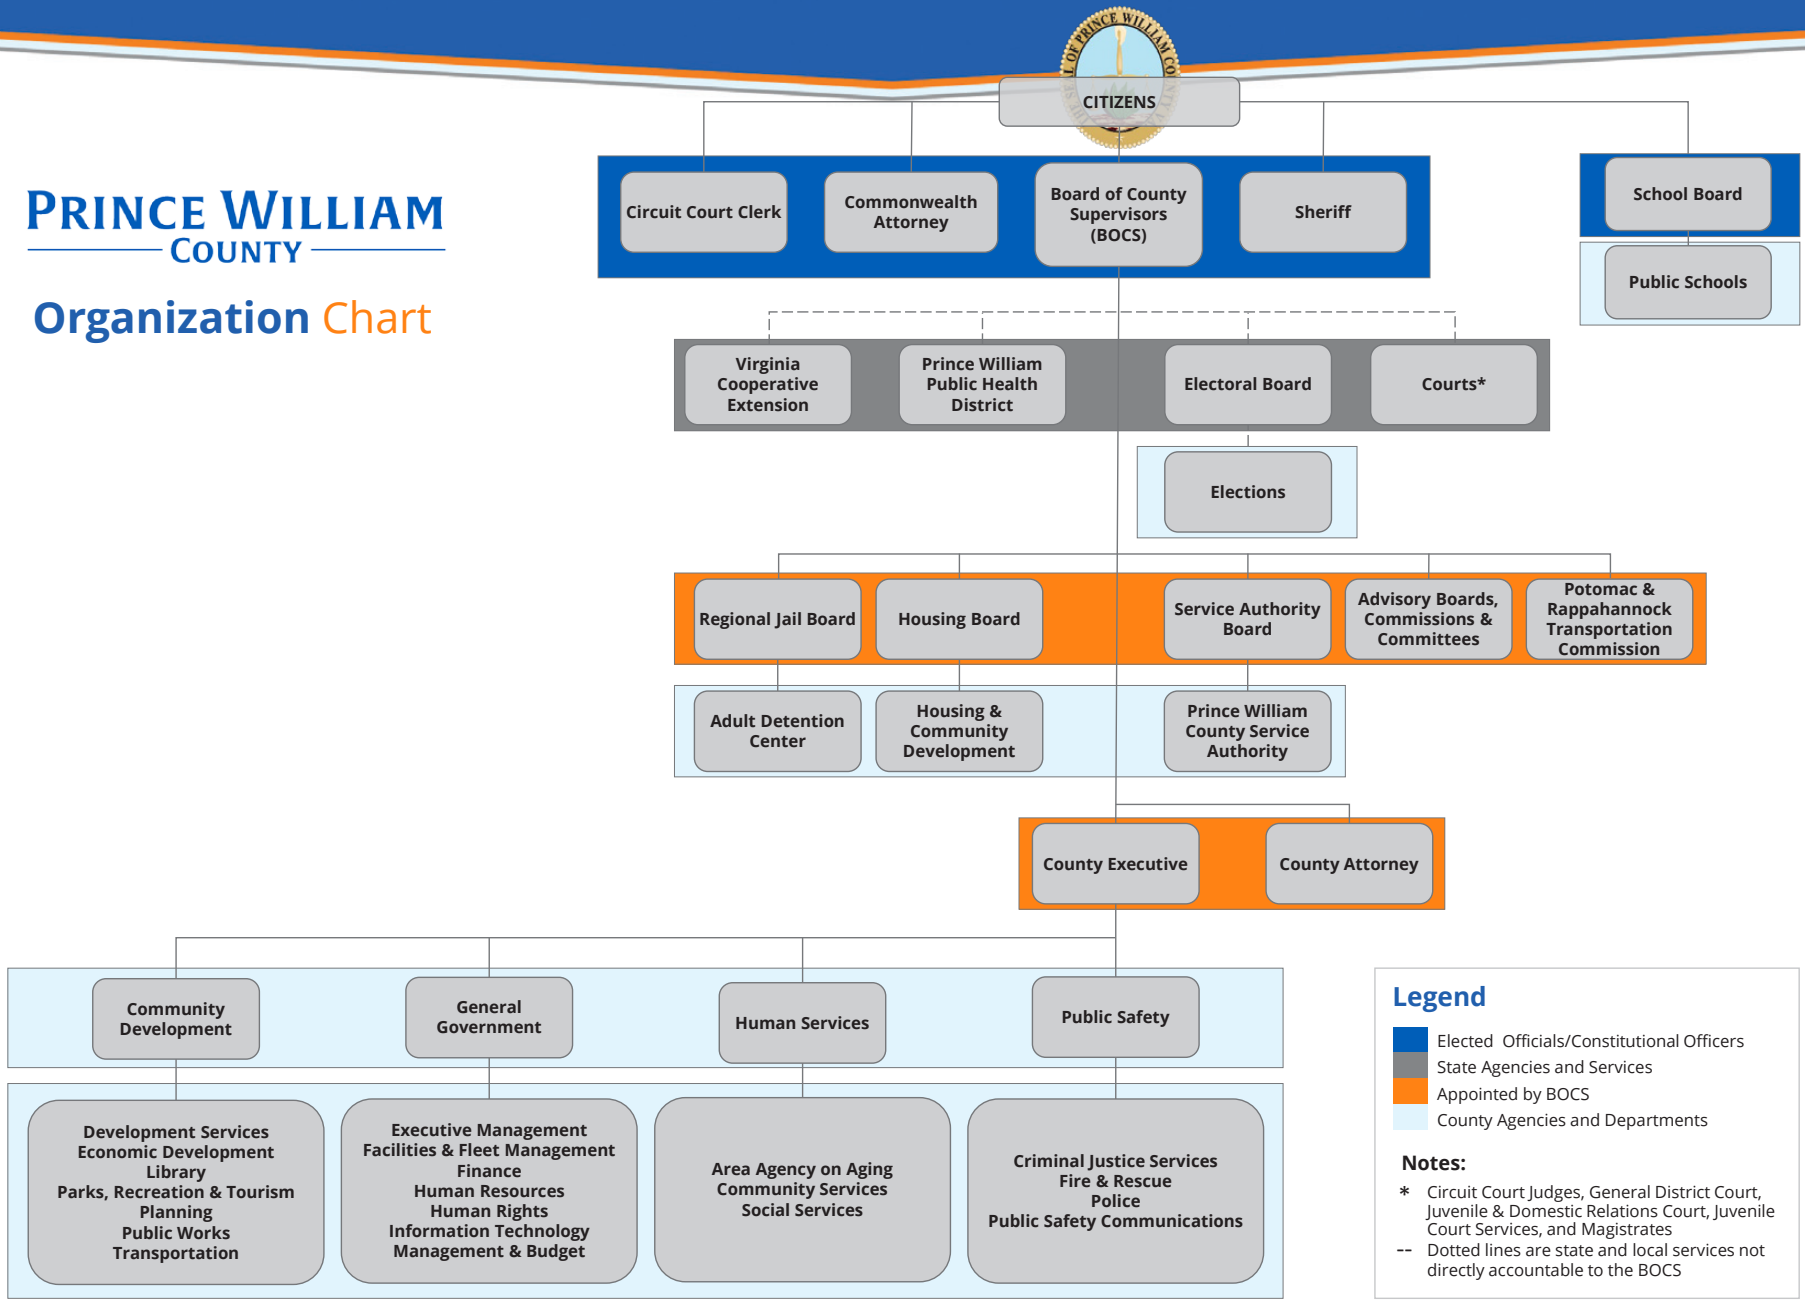 CITIZENS
PRINCE WILLIAM
COUNTY
Organization Chart
Circuit Court Clerk
Commonwealth
Attorney
Board of County
Supervisors
(BOCS)
Sheriff
School Board
Public Schools
Virginia
Cooperative
Extension
Prince William
Public Health
District
Electoral Board
Courts*
Elections
Regional Jail Board
Housing Board
Service Authority
Board
Advisory Boards,
Commissions &
Committees
Potomac &
Rappahannock
Transportation
Commission
Adult Detention
Center
Housing &
Community
Development
Prince William
County Service
Authority
County Executive
County Attorney
Community
Development
General
Government
Human Services
Public Safety
Development Services
Economic Development
Library
Parks, Recreation & Tourism
Planning
Public Works
Transportation
Executive Management
Facilities & Fleet Management
Finance
Human Resources
Human Rights
Information Technology
Management & Budget
Area Agency on Aging
Community Services
Social Services
Criminal Justice Services
Fire & Rescue
Police
Public Safety Communications
Legend
Elected Officials/Constitutional Officers
State Agencies and Services
Appointed by BOCS
County Agencies and Departments
Notes:
* Circuit Court Judges, General District Court,
Juvenile & Domestic Relations Court, Juvenile
Court Services, and Magistrates
-- Dotted lines are state and local services not
directly accountable to the BOCS